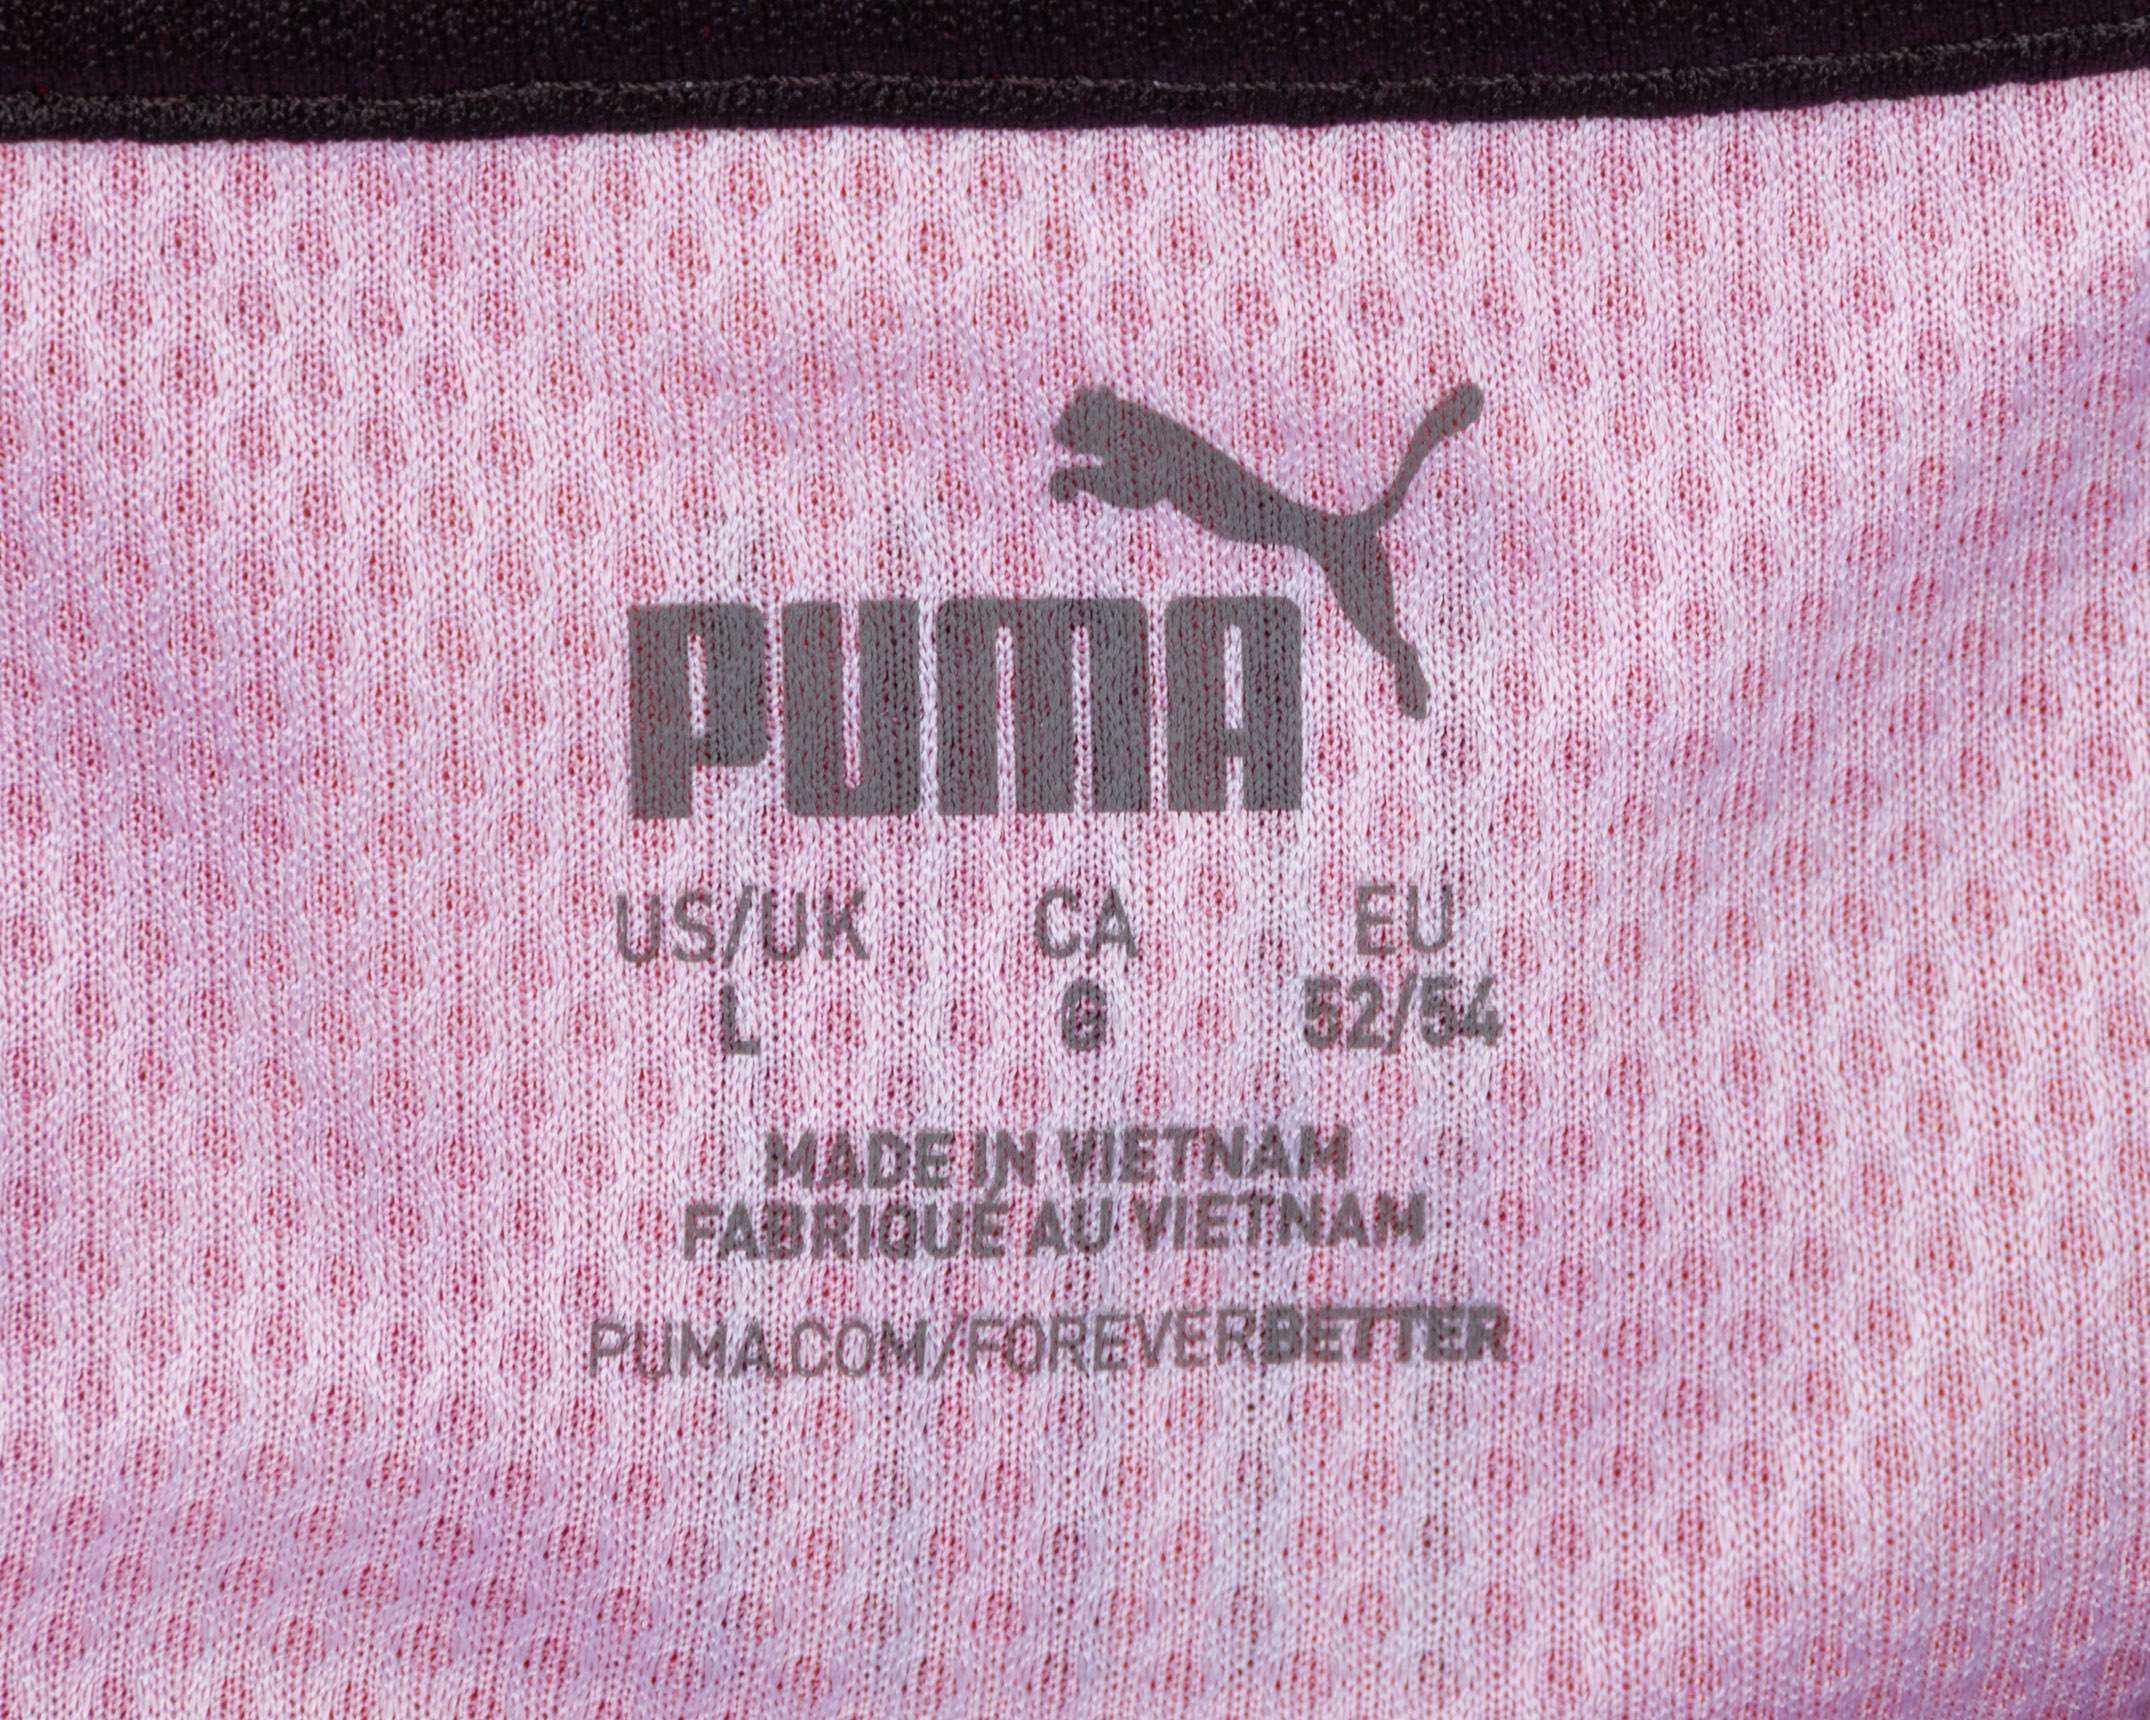 PUMA
US/UK CA EU
L G 52/54
MADE IN VIETNAM
FABRIQUÉ AU VIETNAM
PUMA.COM/FOREVERBETTER